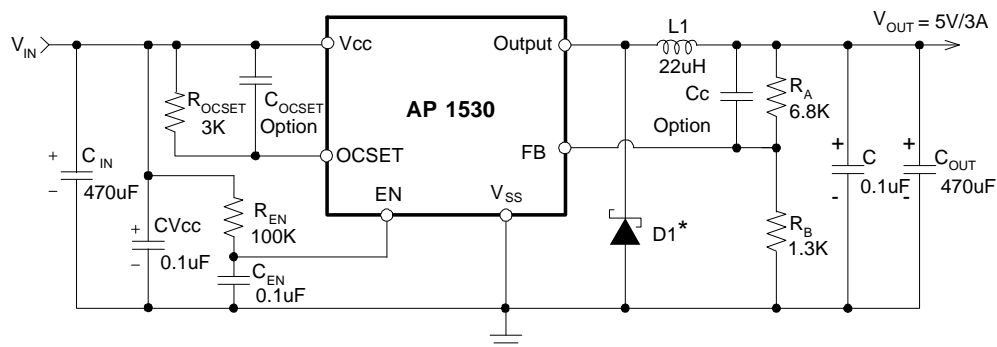 V_IN
Vcc
Output
L1
22uH
V_OUT = 5V/3A
R_OCSET
3K
C_OCSET
Option
AP 1530
Cc
Option
R_A
6.8K
OCSET
FB
EN
V_SS
+
C_IN
470uF
−
+
CVcc
0.1uF
−
R_EN
100K
C_EN
0.1uF
D1*
R_B
1.3K
+
C
0.1uF
-
+
C_OUT
470uF
-